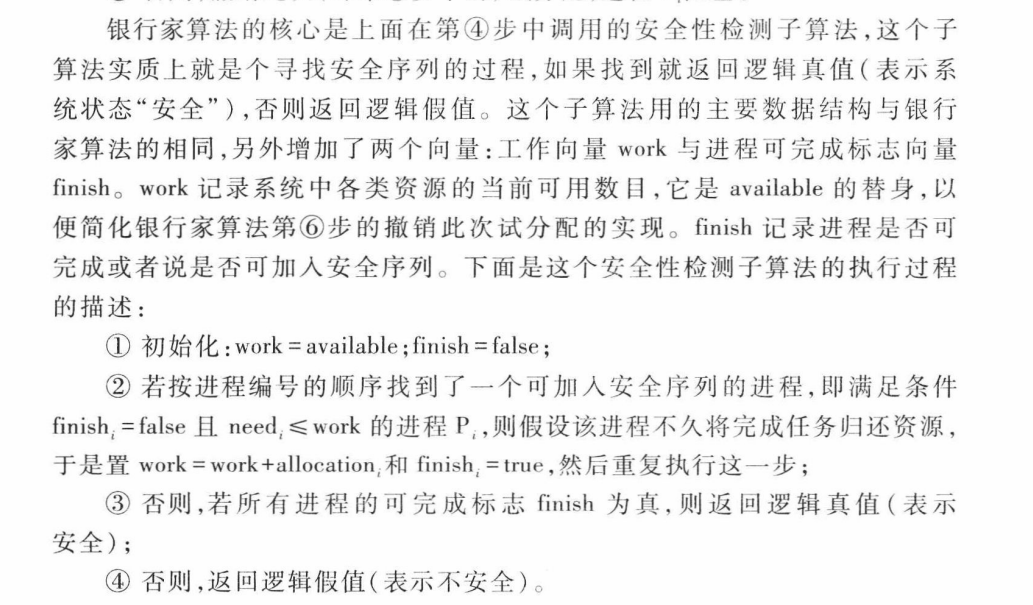 银行家算法的核心是上面在第④步中调用的安全性检测子算法,这个子
算法实质上就是个寻找安全序列的过程,如果找到就返回逻辑真值(表示系
统状态“安全”),否则返回逻辑假值。这个子算法用的主要数据结构与银行
家算法的相同,另外增加了两个向量:工作向量 work 与进程可完成标志向量
finish。work 记录系统中各类资源的当前可用数目,它是 available 的替身,以
便简化银行家算法第⑥步的撤销此次试分配的实现。finish 记录进程是否可
完成或者说是否可加入安全序列。下面是这个安全性检测子算法的执行过程
的描述:
① 初始化:work=available;finish=false;
② 若按进程编号的顺序找到了一个可加入安全序列的进程,即满足条件
finishᵢ=false 且 needᵢ≤work 的进程 Pᵢ,则假设该进程不久将完成任务归还资源,
于是置 work=work+allocationᵢ和 finishᵢ=true,然后重复执行这一步;
③ 否则,若所有进程的可完成标志 finish 为真,则返回逻辑真值(表示
安全);
④ 否则,返回逻辑假值(表示不安全)。